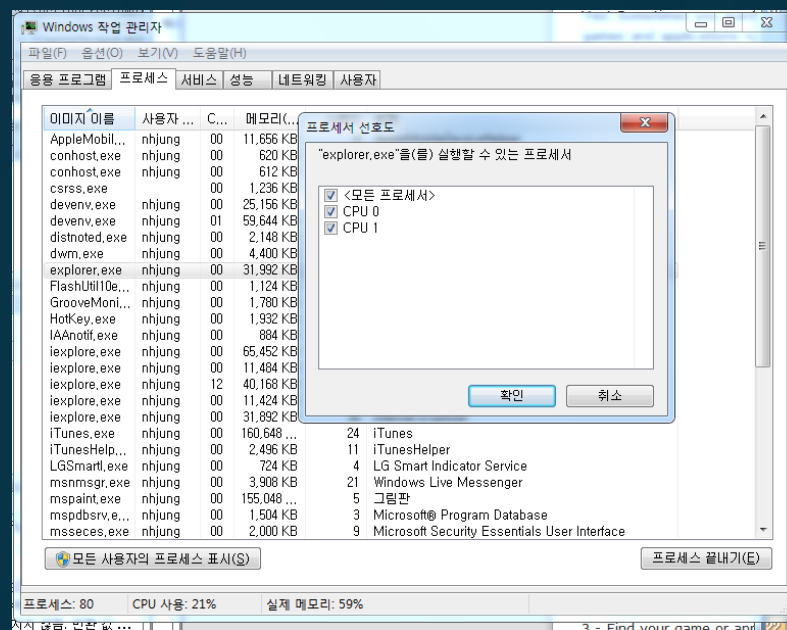 Windows 작업 관리자
파일(F) 옵션(O) 보기(V) 도움말(H)
응용 프로그램 프로세스 서비스 성능 네트워킹 사용자
이미지 이름 사용자 ... C... 메모리(...
AppleMobil... nhjung 00 11,656 KB
conhost.exe nhjung 00 620 KB
conhost.exe nhjung 00 612 KB
csrss.exe 00 1,236 KB
devenv.exe nhjung 00 25,156 KB
devenv.exe nhjung 01 59,644 KB
distnoted.exe nhjung 00 2,148 KB
dwm.exe nhjung 00 4,400 KB
explorer.exe nhjung 00 31,992 KB
FlashUtil10e... nhjung 00 1,124 KB
GrooveMoni... nhjung 00 1,780 KB
HotKey.exe nhjung 00 1,932 KB
IAAnotif.exe nhjung 00 884 KB
iexplore.exe nhjung 00 65,452 KB
iexplore.exe nhjung 00 11,484 KB
iexplore.exe nhjung 12 40,168 KB
iexplore.exe nhjung 00 11,424 KB
iexplore.exe nhjung 00 31,892 KB
iTunes.exe nhjung 00 160,648 ... 24 iTunes
iTunesHelp... nhjung 00 2,496 KB 11 iTunesHelper
LGSmartI.exe nhjung 00 724 KB 4 LG Smart Indicator Service
msnmsgr.exe nhjung 00 3,908 KB 21 Windows Live Messenger
mspaint.exe nhjung 00 155,048 ... 5 그림판
mspdbsrv.e... nhjung 00 1,504 KB 3 Microsoft® Program Database
msseces.exe nhjung 00 2,000 KB 9 Microsoft Security Essentials User Interface
프로세서 선호도
"explorer.exe"을(를) 실행할 수 있는 프로세서
<모든 프로세서>
CPU 0
CPU 1
확인 취소
모든 사용자의 프로세스 표시(S) 프로세스 끝내기(E)
프로세스: 80 CPU 사용: 21% 실제 메모리: 59%
3 - Find your game or